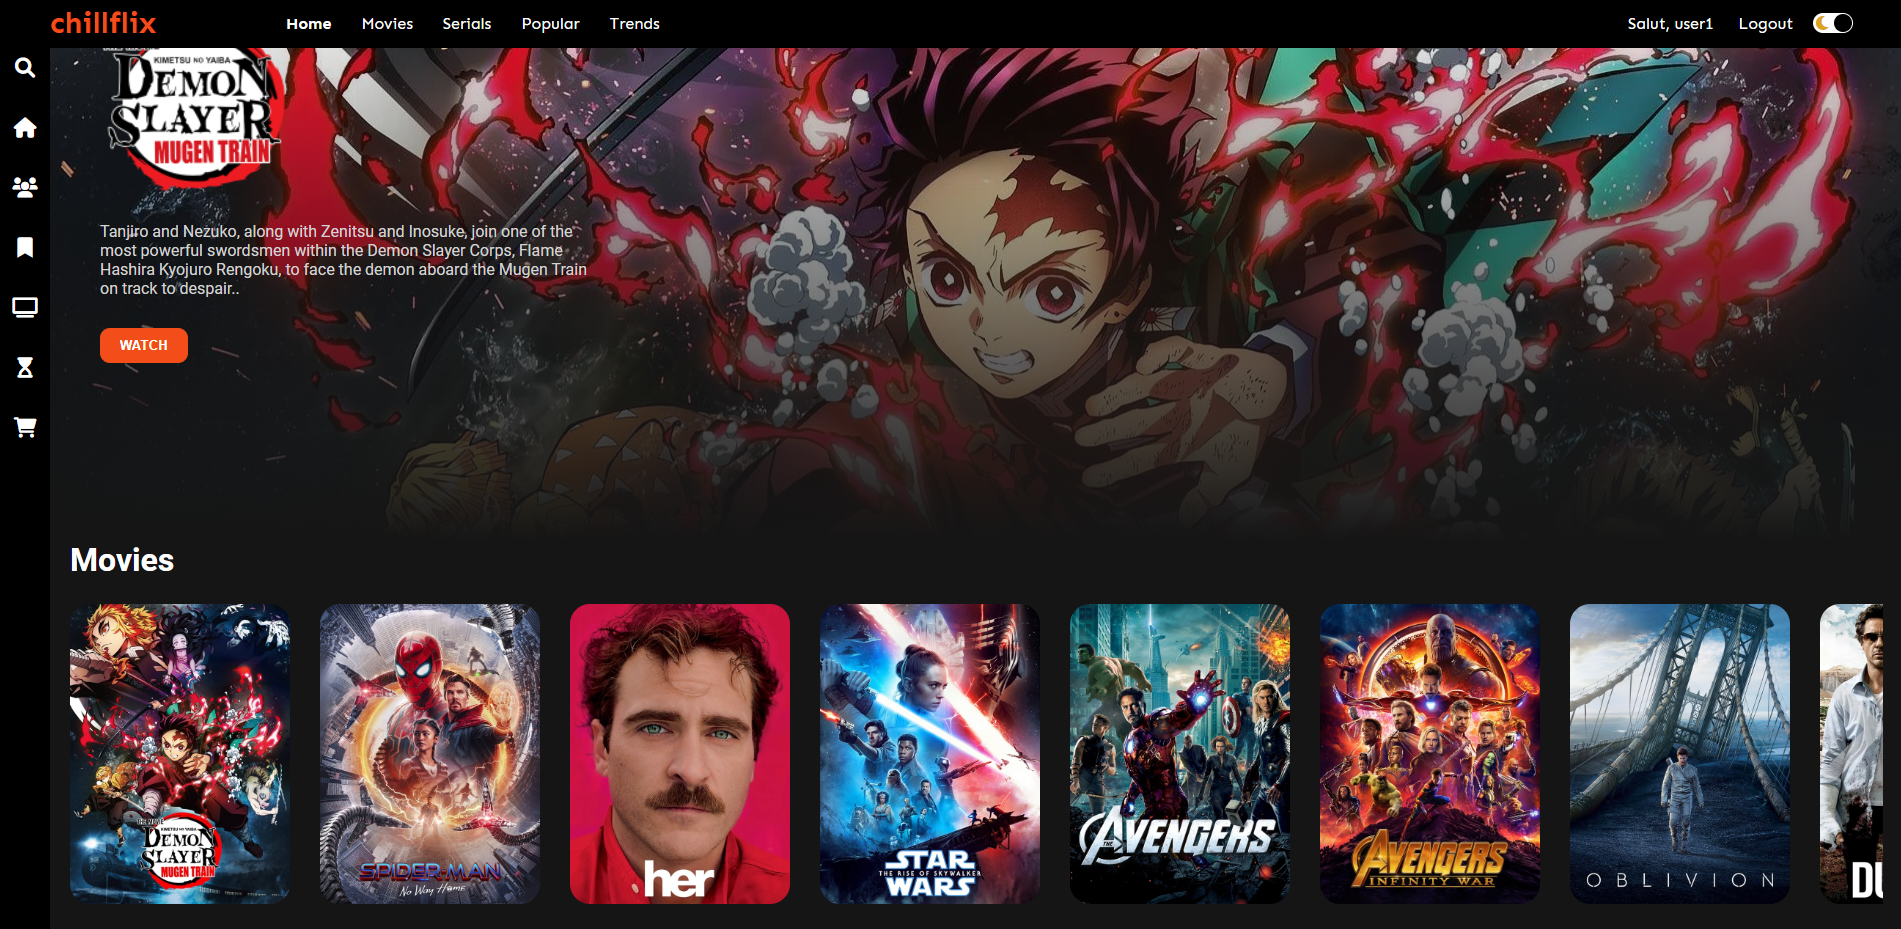 chillflix
Home
Movies
Serials
Popular
Trends
Salut, user1
Logout
KIMETSU NO YAIBA
DEMON
SLAYER
MUGEN TRAIN
Tanjiro and Nezuko, along with Zenitsu and Inosuke, join one of the
most powerful swordsmen within the Demon Slayer Corps, Flame
Hashira Kyojuro Rengoku, to face the demon aboard the Mugen Train
on track to despair..
WATCH
Movies
THE MOVIE
KIMETSU NO YAIBA
DEMON
SLAYER
MUGEN TRAIN
SPIDER-MAN
No Way Home
her
STAR
THE RISE OF SKYWALKER
WARS
THE AVENGERS
AVENGERS
INFINITY WAR
OBLIVION